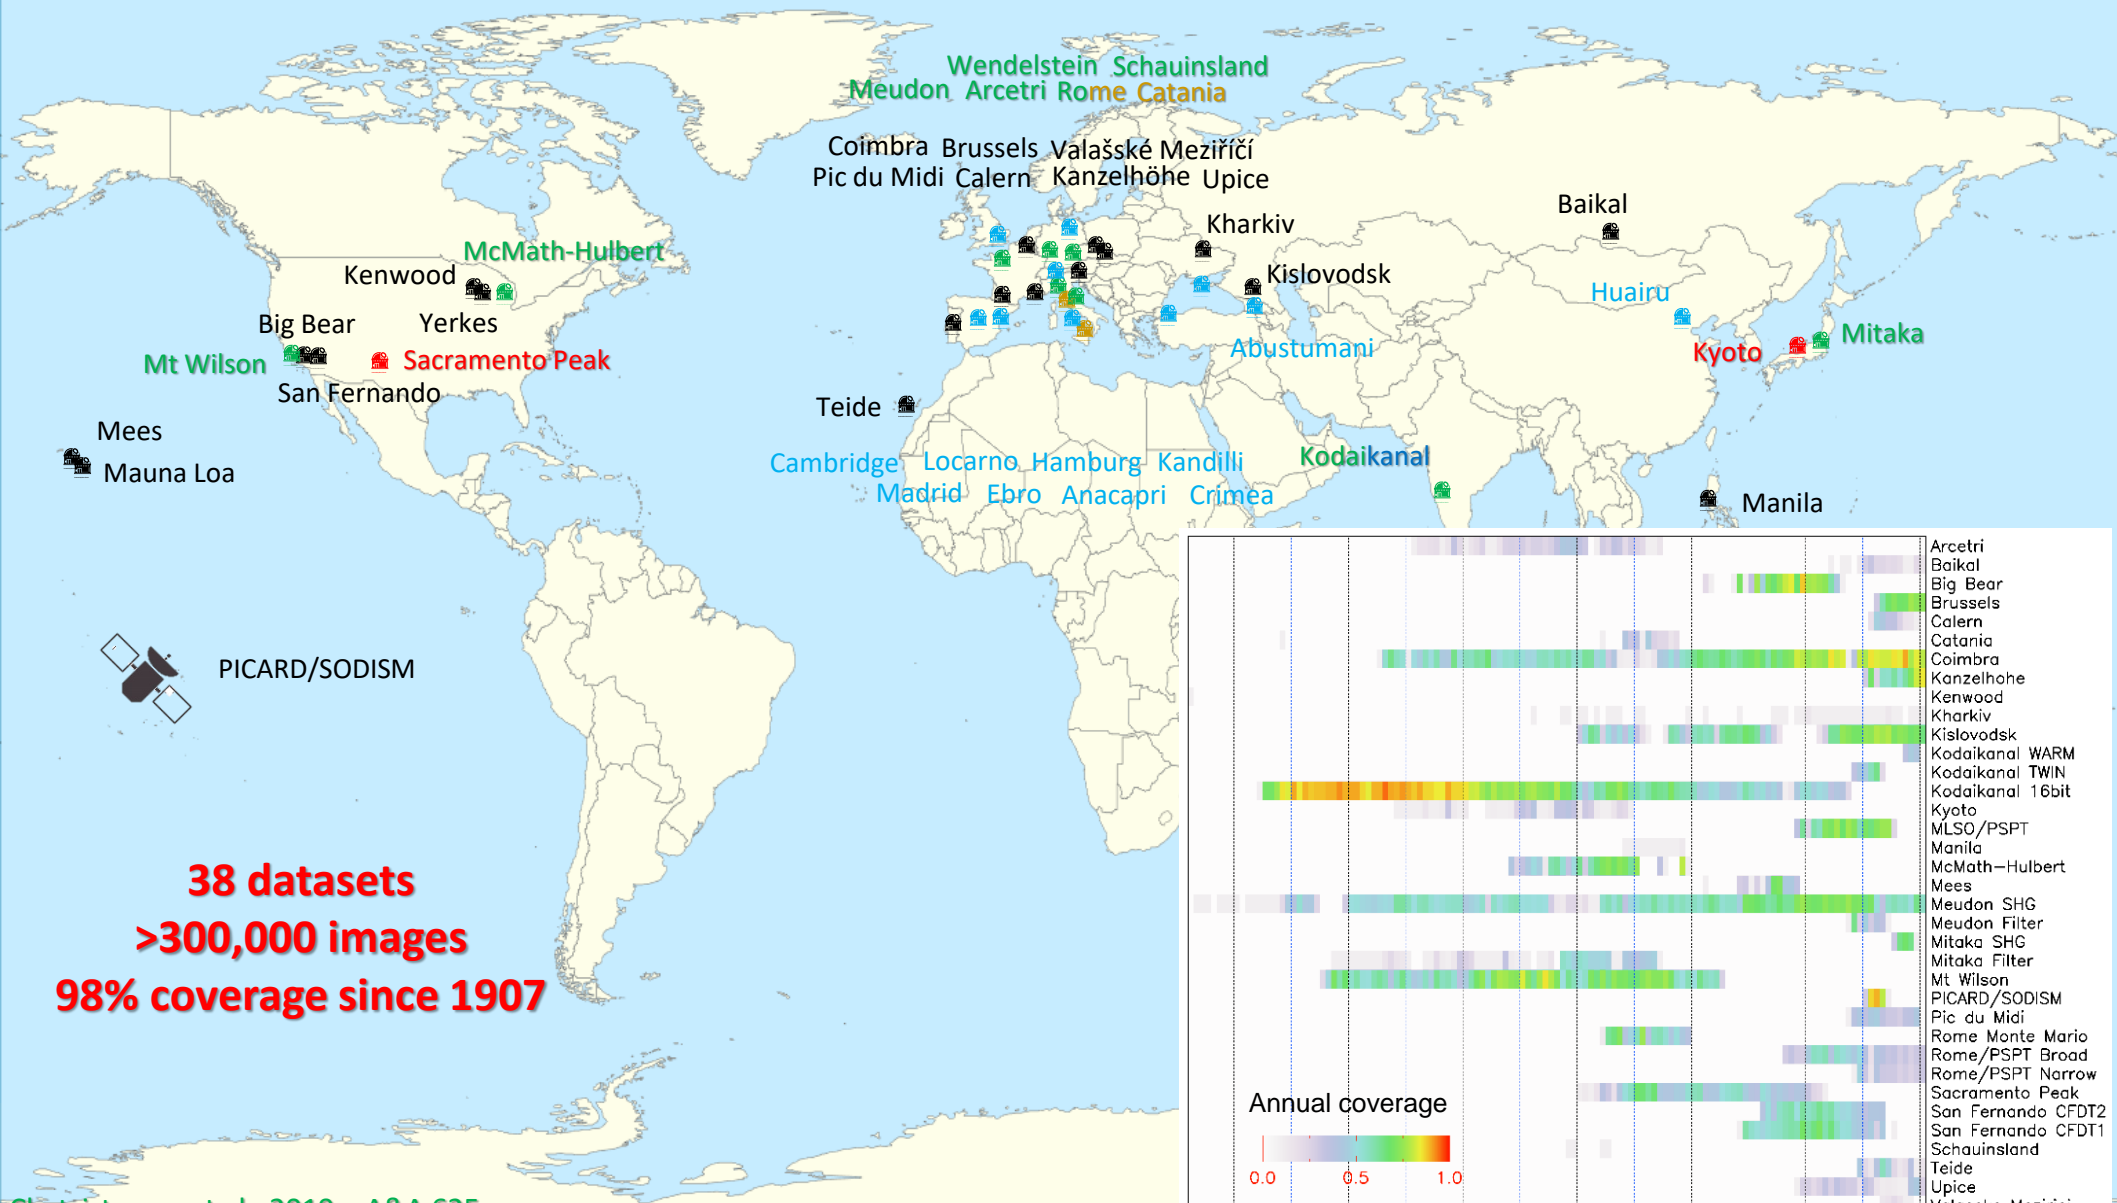 Wendelstein Schauinsland
Meudon Arcetri Rome Catania
Coimbra Brussels Valašské Meziříčí
Pic du Midi Calern Kanzelhöhe Upice
Baikal
Kharkiv
McMath-Hulbert
Kenwood
Kislovodsk
Huairu
Big Bear
Yerkes
Mitaka
Abustumani
Kyoto
Mt Wilson
Sacramento Peak
San Fernando
Teide
Mees
Kodaikanal
Cambridge Locarno Hamburg Kandilli
Mauna Loa
Madrid Ebro Anacapri Crimea
Manila
PICARD/SODISM
38 datasets
>300,000 images
98% coverage since 1907
Arcetri
Baikal
Big Bear
Brussels
Calern
Catania
Coimbra
Kanzelhohe
Kenwood
Kharkiv
Kislovodsk
Kodaikanal WARM
Kodaikanal TWIN
Kodaikanal 16bit
Kyoto
MLSO/PSPT
Manila
McMath-Hulbert
Mees
Meudon SHG
Meudon Filter
Mitaka SHG
Mitaka Filter
Mt Wilson
PICARD/SODISM
Pic du Midi
Rome Monte Mario
Rome/PSPT Broad
Rome/PSPT Narrow
Sacramento Peak
San Fernando CFDT2
San Fernando CFDT1
Schauinsland
Teide
Upice
Annual coverage
0.0 0.5 1.0